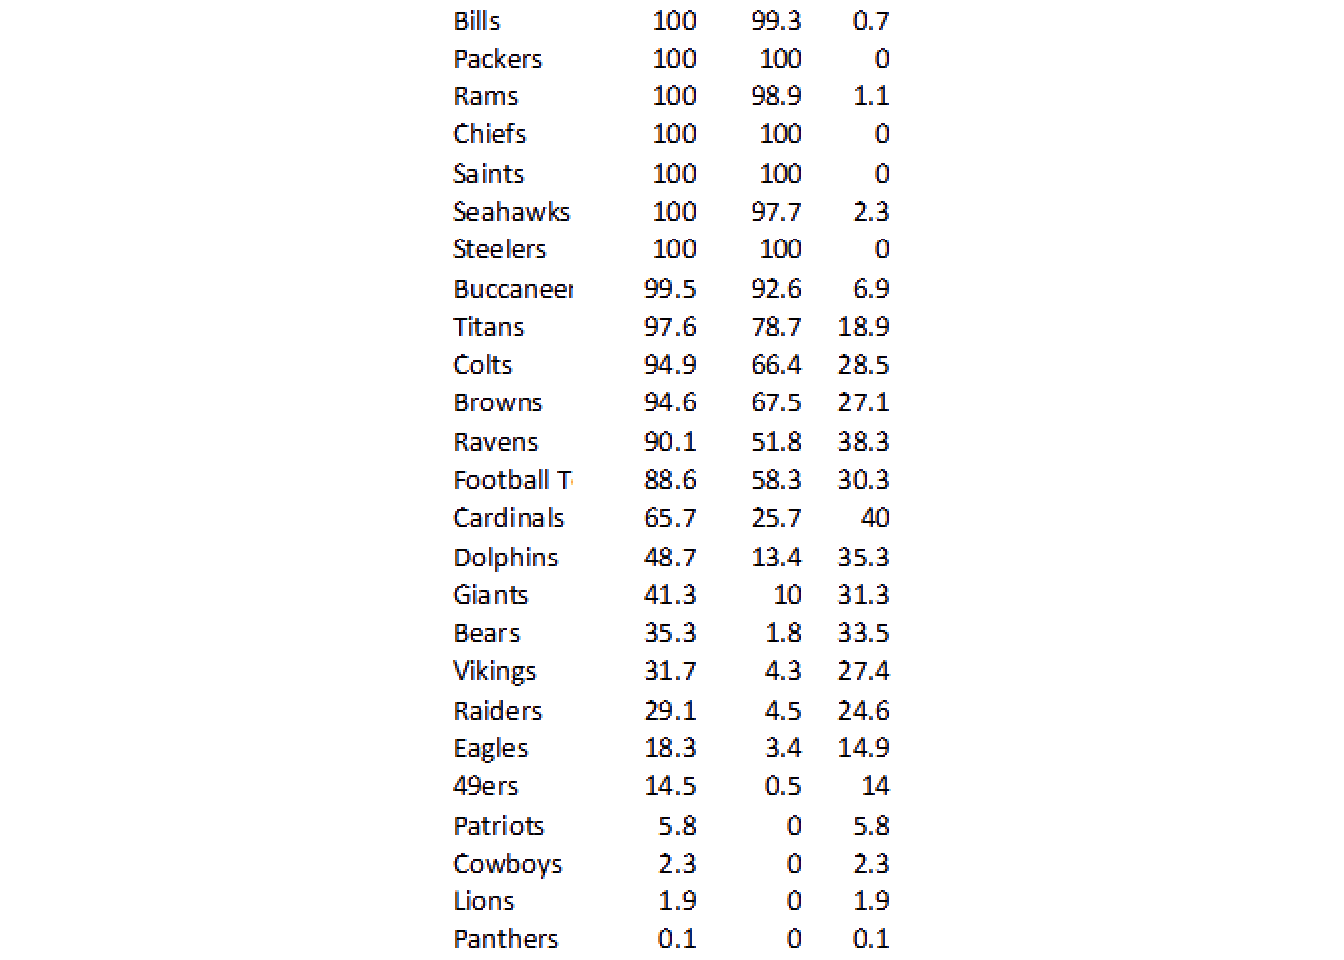 Bills 100 99.3 0.7
Packers 100 100 0
Rams 100 98.9 1.1
Chiefs 100 100 0
Saints 100 100 0
Seahawks 100 97.7 2.3
Steelers 100 100 0
Buccaneer 99.5 92.6 6.9
Titans 97.6 78.7 18.9
Colts 94.9 66.4 28.5
Browns 94.6 67.5 27.1
Ravens 90.1 51.8 38.3
Football T 88.6 58.3 30.3
Cardinals 65.7 25.7 40
Dolphins 48.7 13.4 35.3
Giants 41.3 10 31.3
Bears 35.3 1.8 33.5
Vikings 31.7 4.3 27.4
Raiders 29.1 4.5 24.6
Eagles 18.3 3.4 14.9
49ers 14.5 0.5 14
Patriots 5.8 0 5.8
Cowboys 2.3 0 2.3
Lions 1.9 0 1.9
Panthers 0.1 0 0.1